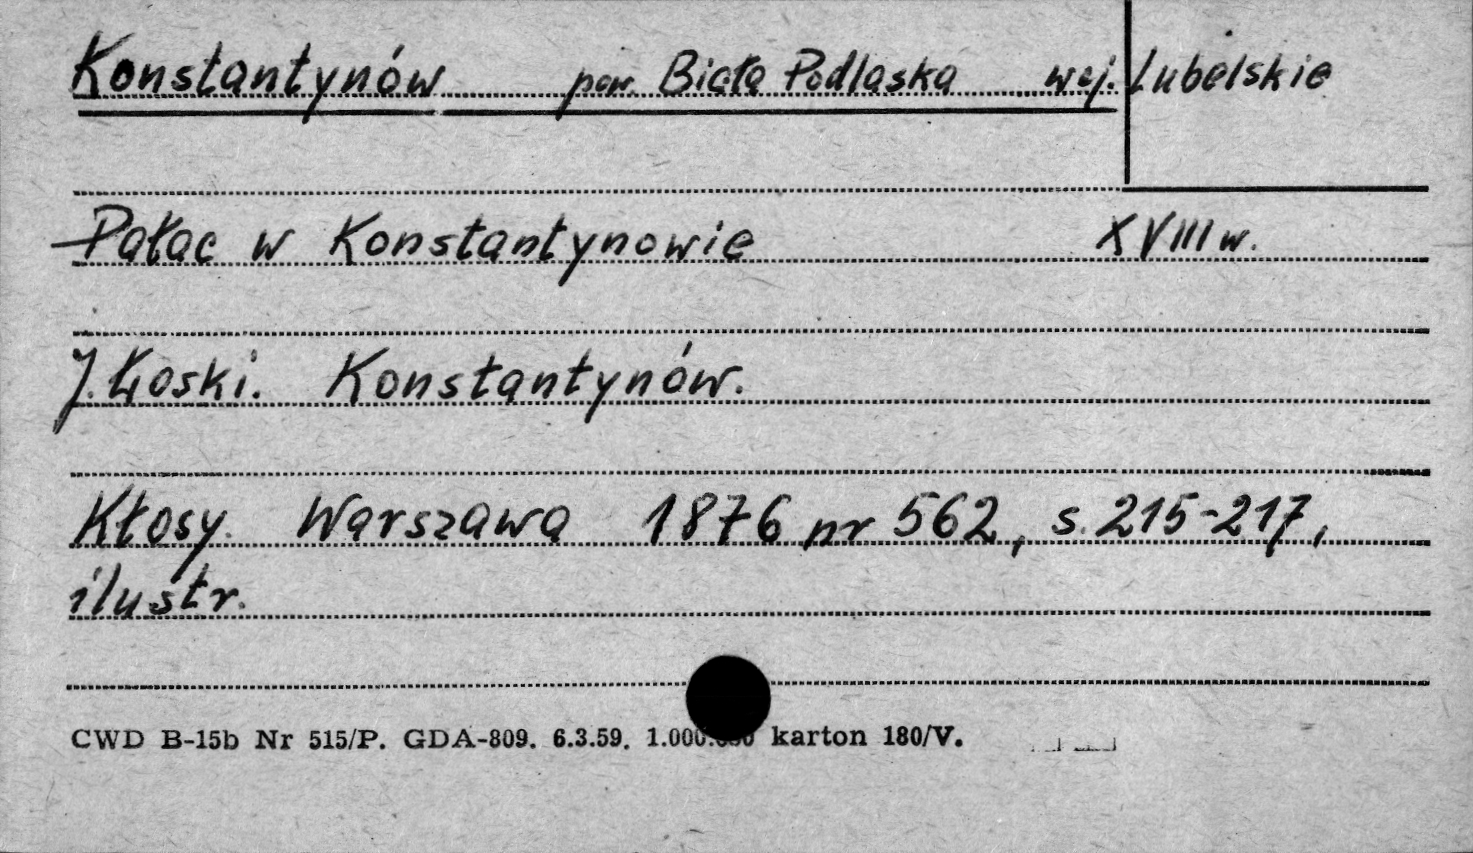 Konstantynów pow. Biała Podlaska woj. Lubelskie
Pałac w Konstantynowie XVIII w.
J. Łoski. Konstantynów.
Kłosy. Warszawa 1876 nr 562, s. 215-217,
ilustr.
CWD B-15b Nr 515/P. GDA-809. 6.3.59. 1.000.000 karton 180/V.